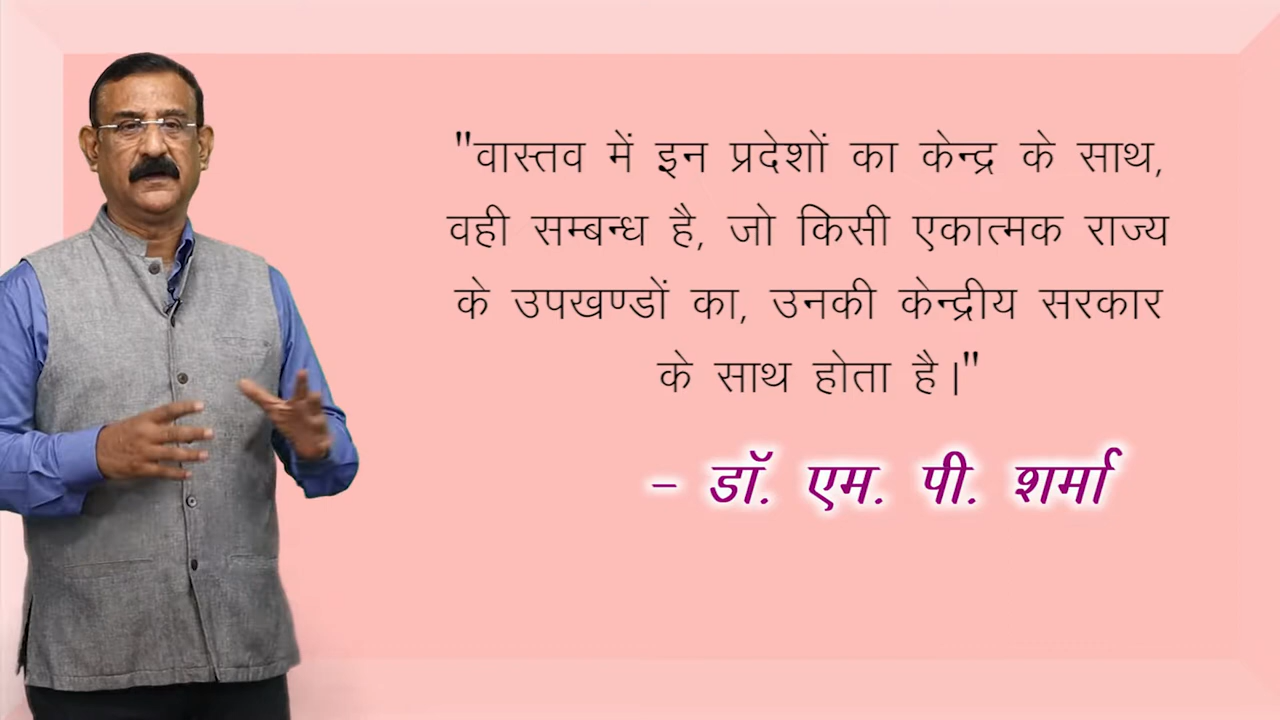 "वास्तव में इन प्रदेशों का केन्द्र के साथ,
वही सम्बन्ध है, जो किसी एकात्मक राज्य
के उपखण्डों का, उनकी केन्द्रीय सरकार
के साथ होता है।"
- डॉ. एम. पी. शर्मा